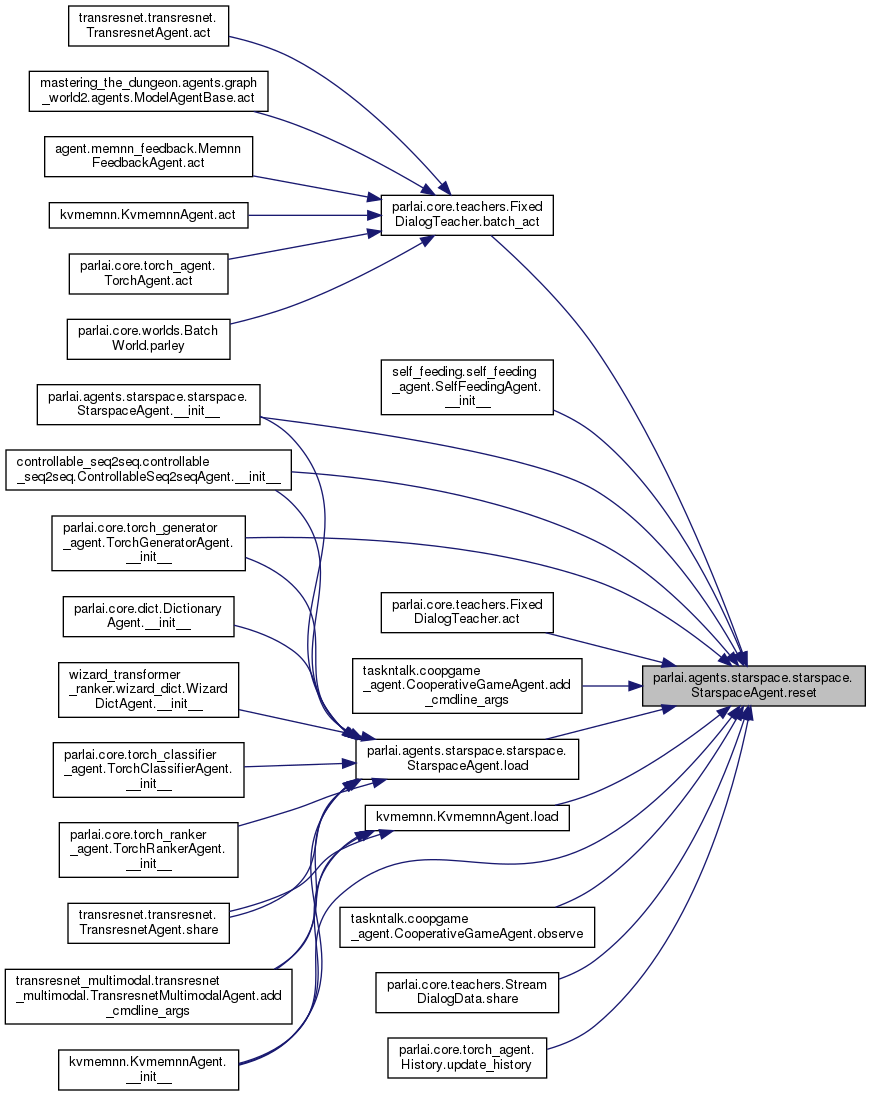 transresnet.transresnet.
TransresnetAgent.act
mastering_the_dungeon.agents.graph
_world2.agents.ModelAgentBase.act
agent.memnn_feedback.Memnn
FeedbackAgent.act
kvmemnn.KvmemnnAgent.act
parlai.core.torch_agent.
TorchAgent.act
parlai.core.worlds.Batch
World.parley
parlai.agents.starspace.starspace.
StarspaceAgent.__init__
controllable_seq2seq.controllable
_seq2seq.ControllableSeq2seqAgent.__init__
parlai.core.torch_generator
_agent.TorchGeneratorAgent.
__init__
parlai.core.dict.Dictionary
Agent.__init__
wizard_transformer
_ranker.wizard_dict.Wizard
DictAgent.__init__
parlai.core.torch_classifier
_agent.TorchClassifierAgent.
__init__
parlai.core.torch_ranker
_agent.TorchRankerAgent.
__init__
transresnet.transresnet.
TransresnetAgent.share
transresnet_multimodal.transresnet
_multimodal.TransresnetMultimodalAgent.add
_cmdline_args
kvmemnn.KvmemnnAgent.
__init__
parlai.core.teachers.Fixed
DialogTeacher.batch_act
self_feeding.self_feeding
_agent.SelfFeedingAgent.
__init__
parlai.core.teachers.Fixed
DialogTeacher.act
taskntalk.coopgame
_agent.CooperativeGameAgent.add
_cmdline_args
parlai.agents.starspace.starspace.
StarspaceAgent.load
kvmemnn.KvmemnnAgent.load
taskntalk.coopgame
_agent.CooperativeGameAgent.observe
parlai.core.teachers.Stream
DialogData.share
parlai.core.torch_agent.
History.update_history
parlai.agents.starspace.starspace.
StarspaceAgent.reset